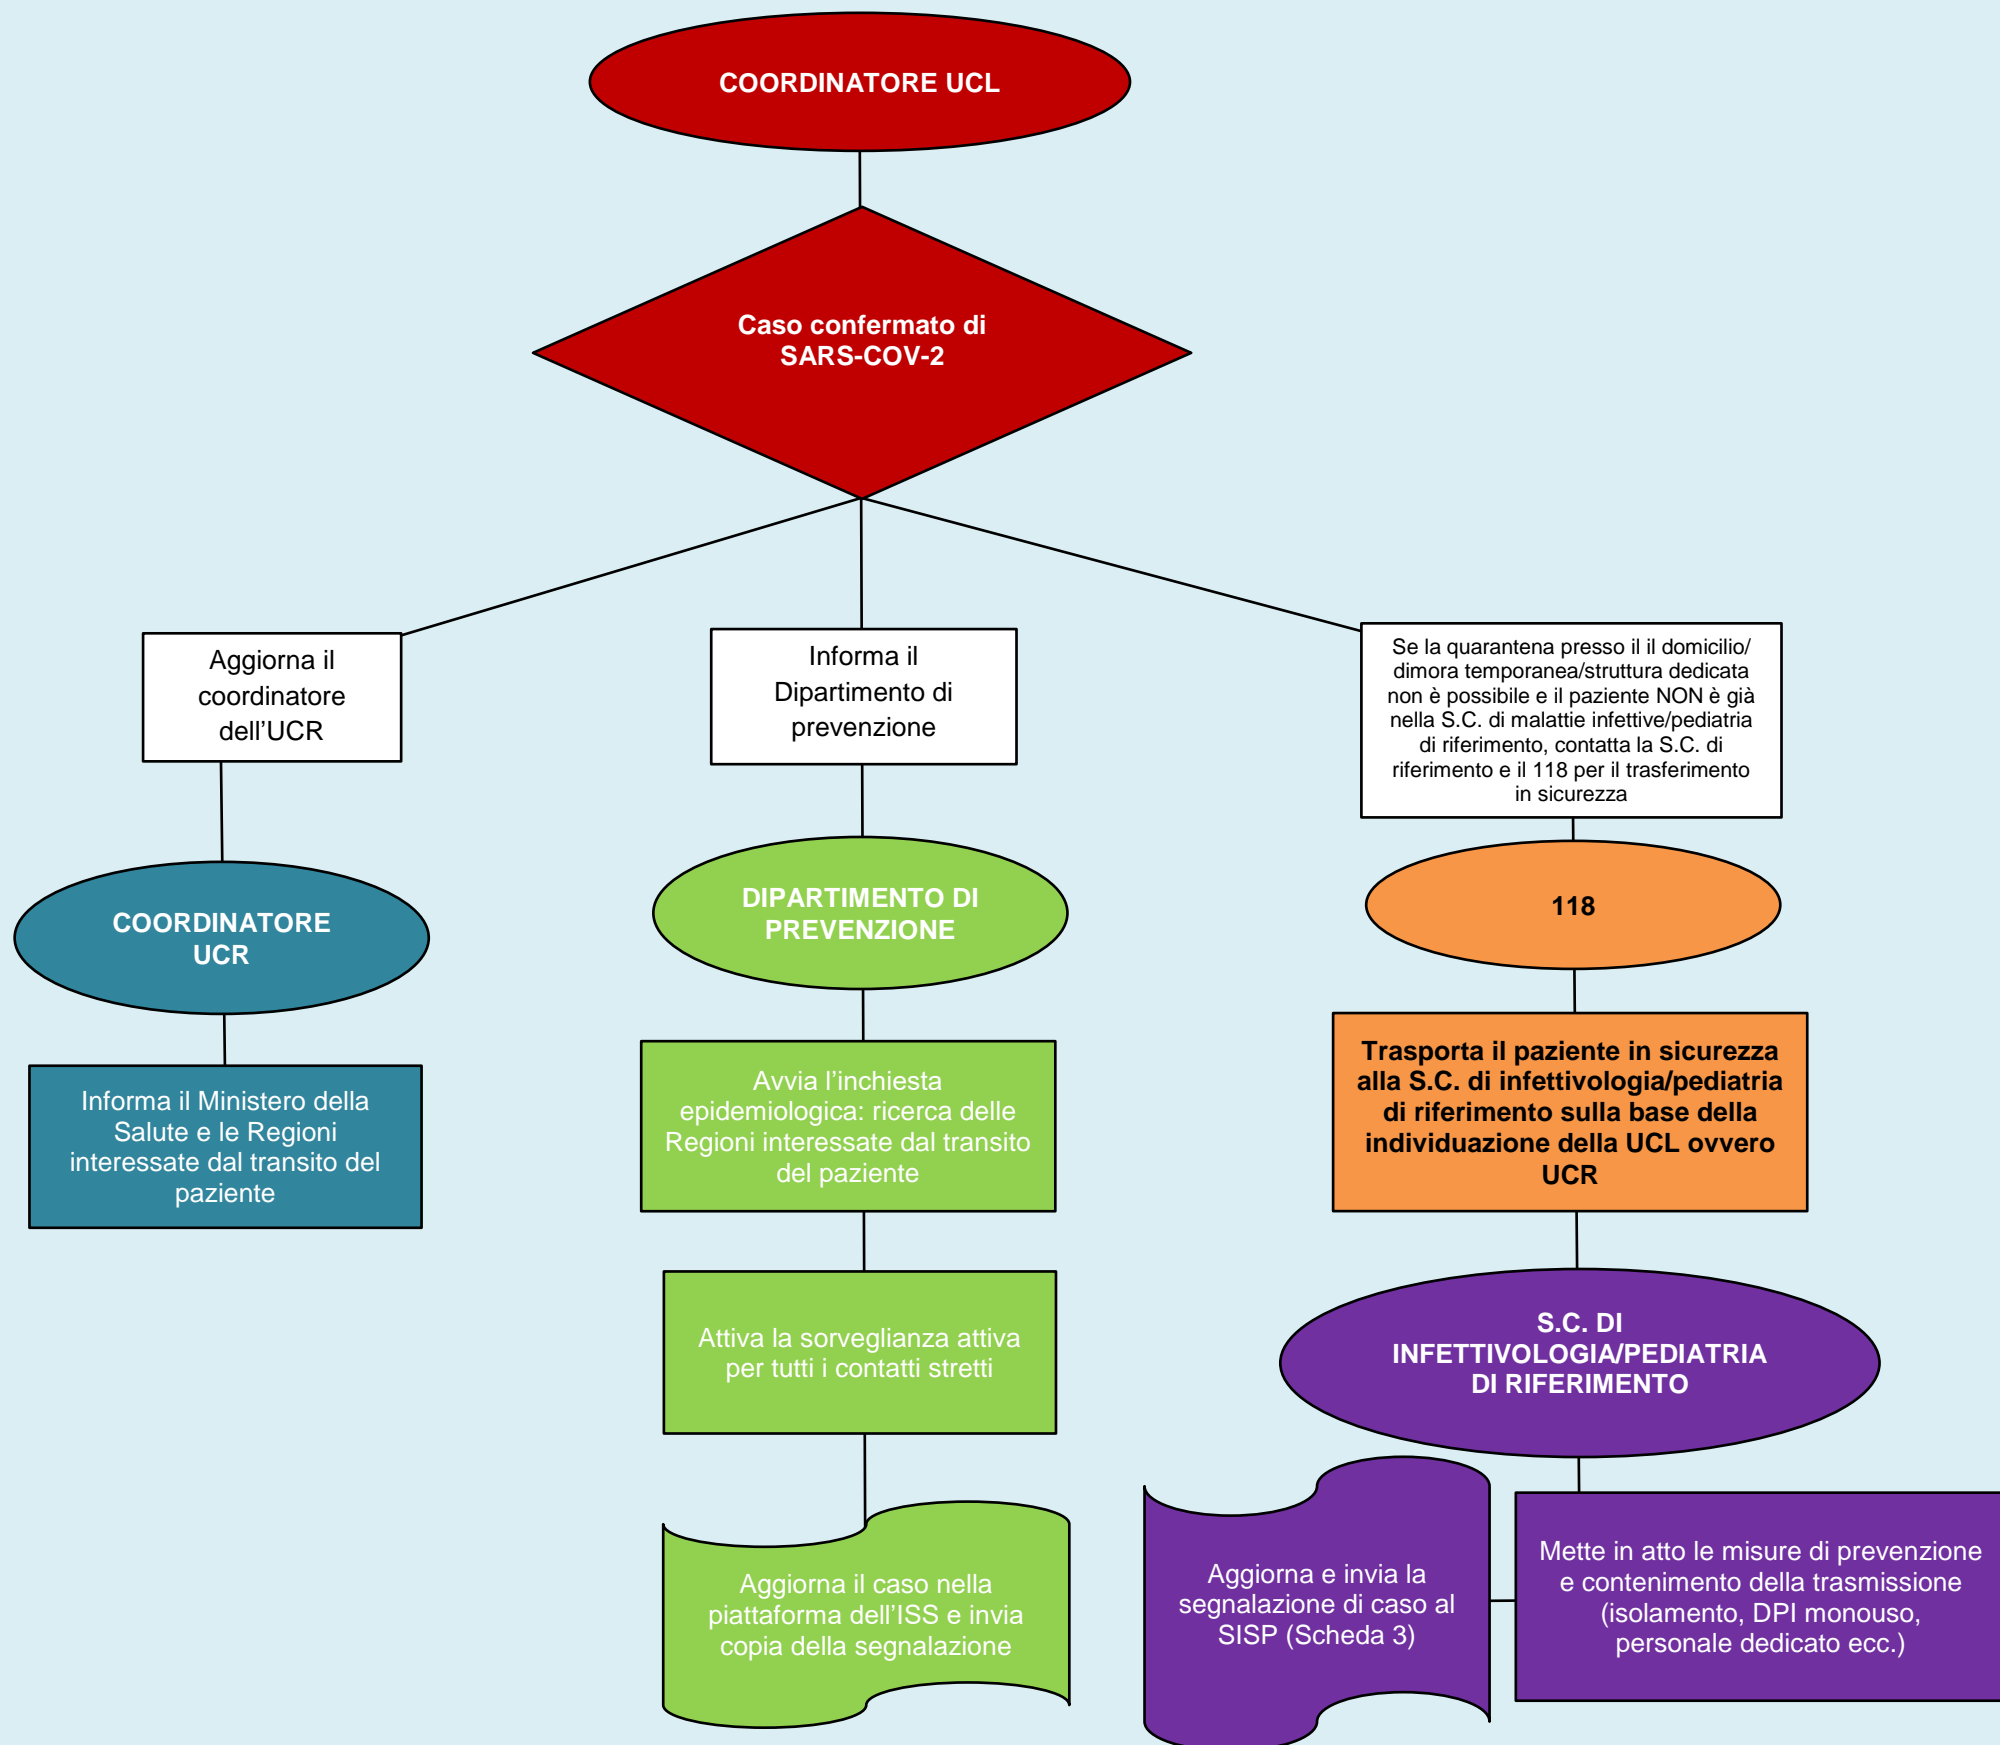 COORDINATORE UCL
Caso confermato di
SARS-COV-2
Aggiorna il
coordinatore
dell’UCR
Informa il
Dipartimento di
prevenzione
Se la quarantena presso il il domicilio/
dimora temporanea/struttura dedicata
non è possibile e il paziente NON è già
nella S.C. di malattie infettive/pediatria
di riferimento, contatta la S.C. di
riferimento e il 118 per il trasferimento
in sicurezza
COORDINATORE
UCR
DIPARTIMENTO DI
PREVENZIONE
118
Informa il Ministero della
Salute e le Regioni
interessate dal transito del
paziente
Avvia l’inchiesta
epidemiologica: ricerca delle
Regioni interessate dal transito
del paziente
Trasporta il paziente in sicurezza
alla S.C. di infettivologia/pediatria
di riferimento sulla base della
individuazione della UCL ovvero
UCR
Attiva la sorveglianza attiva
per tutti i contatti stretti
S.C. DI
INFETTIVOLOGIA/PEDIATRIA
DI RIFERIMENTO
Aggiorna il caso nella
piattaforma dell’ISS e invia
copia della segnalazione
Aggiorna e invia la
segnalazione di caso al
SISP (Scheda 3)
Mette in atto le misure di prevenzione
e contenimento della trasmissione
(isolamento, DPI monouso,
personale dedicato ecc.)